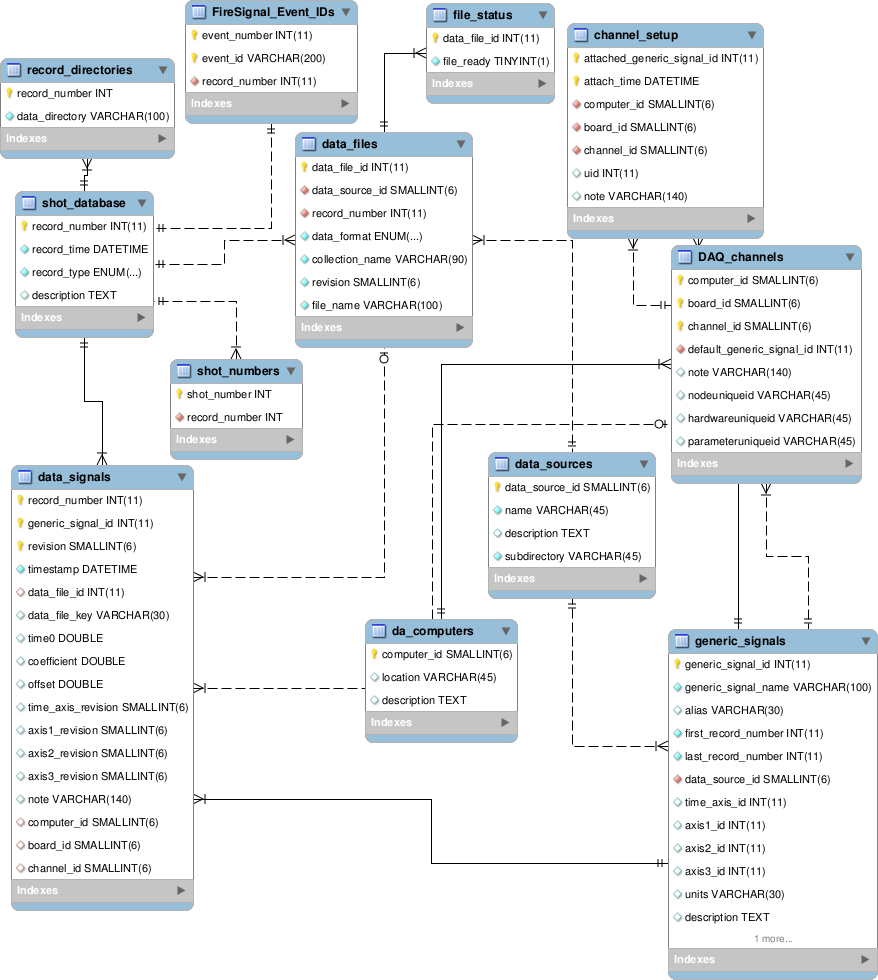 FireSignal_Event_IDs
event_number INT(11)
event_id VARCHAR(200)
record_number INT(11)
Indexes
file_status
data_file_id INT(11)
file_ready TINYINT(1)
Indexes
channel_setup
attached_generic_signal_id INT(11)
attach_time DATETIME
computer_id SMALLINT(6)
board_id SMALLINT(6)
channel_id SMALLINT(6)
uid INT(11)
note VARCHAR(140)
Indexes
record_directories
record_number INT
data_directory VARCHAR(100)
Indexes
data_files
data_file_id INT(11)
data_source_id SMALLINT(6)
record_number INT(11)
data_format ENUM(...)
collection_name VARCHAR(90)
revision SMALLINT(6)
file_name VARCHAR(100)
Indexes
shot_database
record_number INT(11)
record_time DATETIME
record_type ENUM(...)
description TEXT
Indexes
DAQ_channels
computer_id SMALLINT(6)
board_id SMALLINT(6)
channel_id SMALLINT(6)
default_generic_signal_id INT(11)
note VARCHAR(140)
nodeuniqueid VARCHAR(45)
hardwareuniqueid VARCHAR(45)
parameteruniqueid VARCHAR(45)
Indexes
shot_numbers
shot_number INT
record_number INT
Indexes
data_sources
data_source_id SMALLINT(6)
name VARCHAR(45)
description TEXT
subdirectory VARCHAR(45)
Indexes
data_signals
record_number INT(11)
generic_signal_id INT(11)
revision SMALLINT(6)
timestamp DATETIME
data_file_id INT(11)
data_file_key VARCHAR(30)
time0 DOUBLE
coefficient DOUBLE
offset DOUBLE
time_axis_revision SMALLINT(6)
axis1_revision SMALLINT(6)
axis2_revision SMALLINT(6)
axis3_revision SMALLINT(6)
note VARCHAR(140)
computer_id SMALLINT(6)
board_id SMALLINT(6)
channel_id SMALLINT(6)
Indexes
da_computers
computer_id SMALLINT(6)
location VARCHAR(45)
description TEXT
Indexes
generic_signals
generic_signal_id INT(11)
generic_signal_name VARCHAR(100)
alias VARCHAR(30)
first_record_number INT(11)
last_record_number INT(11)
data_source_id SMALLINT(6)
time_axis_id INT(11)
axis1_id INT(11)
axis2_id INT(11)
axis3_id INT(11)
units VARCHAR(30)
description TEXT
1 more...
Indexes